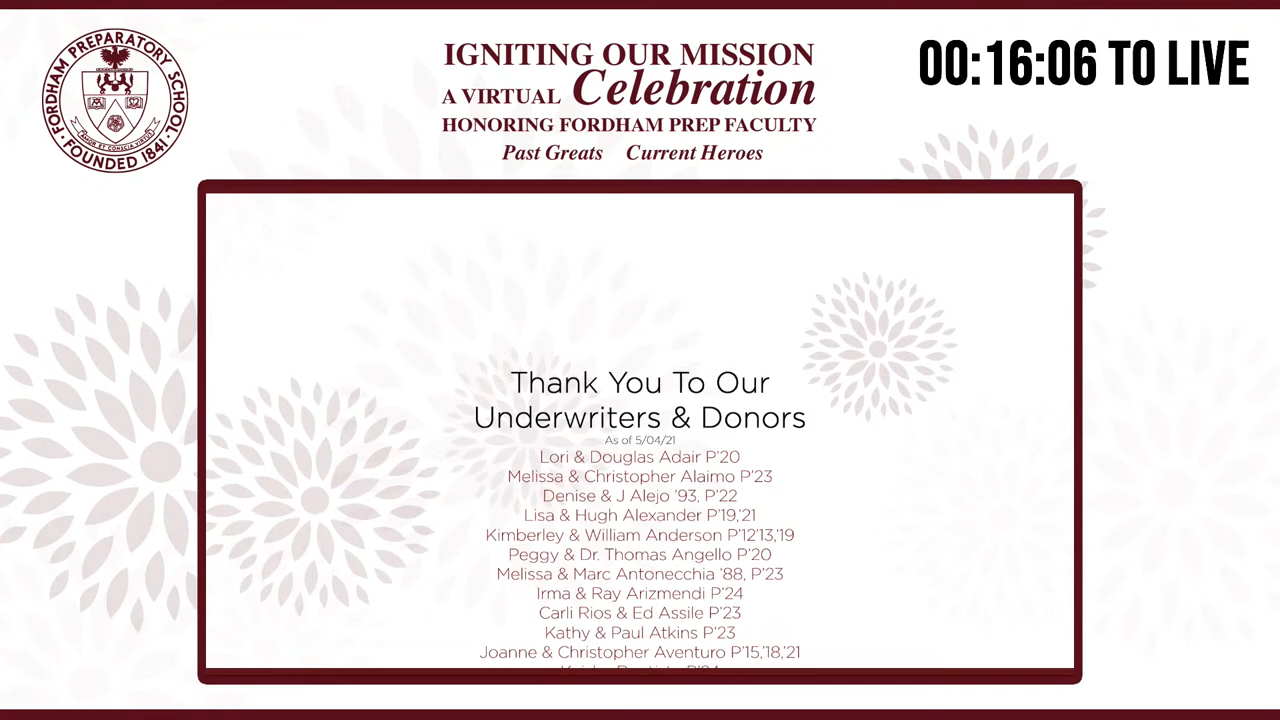 FORDHAM PREPARATORY SCHOOL
FOUNDED 1841
IGNITING OUR MISSION
A VIRTUAL Celebration
HONORING FORDHAM PREP FACULTY
Past Greats Current Heroes
00:16:06 TO LIVE
Thank You To Our
Underwriters & Donors
As of 5/04/21
Lori & Douglas Adair P'20
Melissa & Christopher Alaimo P'23
Denise & J Alejo '93, P'22
Lisa & Hugh Alexander P'19,'21
Kimberley & William Anderson P'12'13,'19
Peggy & Dr. Thomas Angello P'20
Melissa & Marc Antonecchia '88, P'23
Irma & Ray Arizmendi P'24
Carli Rios & Ed Assile P'23
Kathy & Paul Atkins P'23
Joanne & Christopher Aventuro P'15,'18,'21